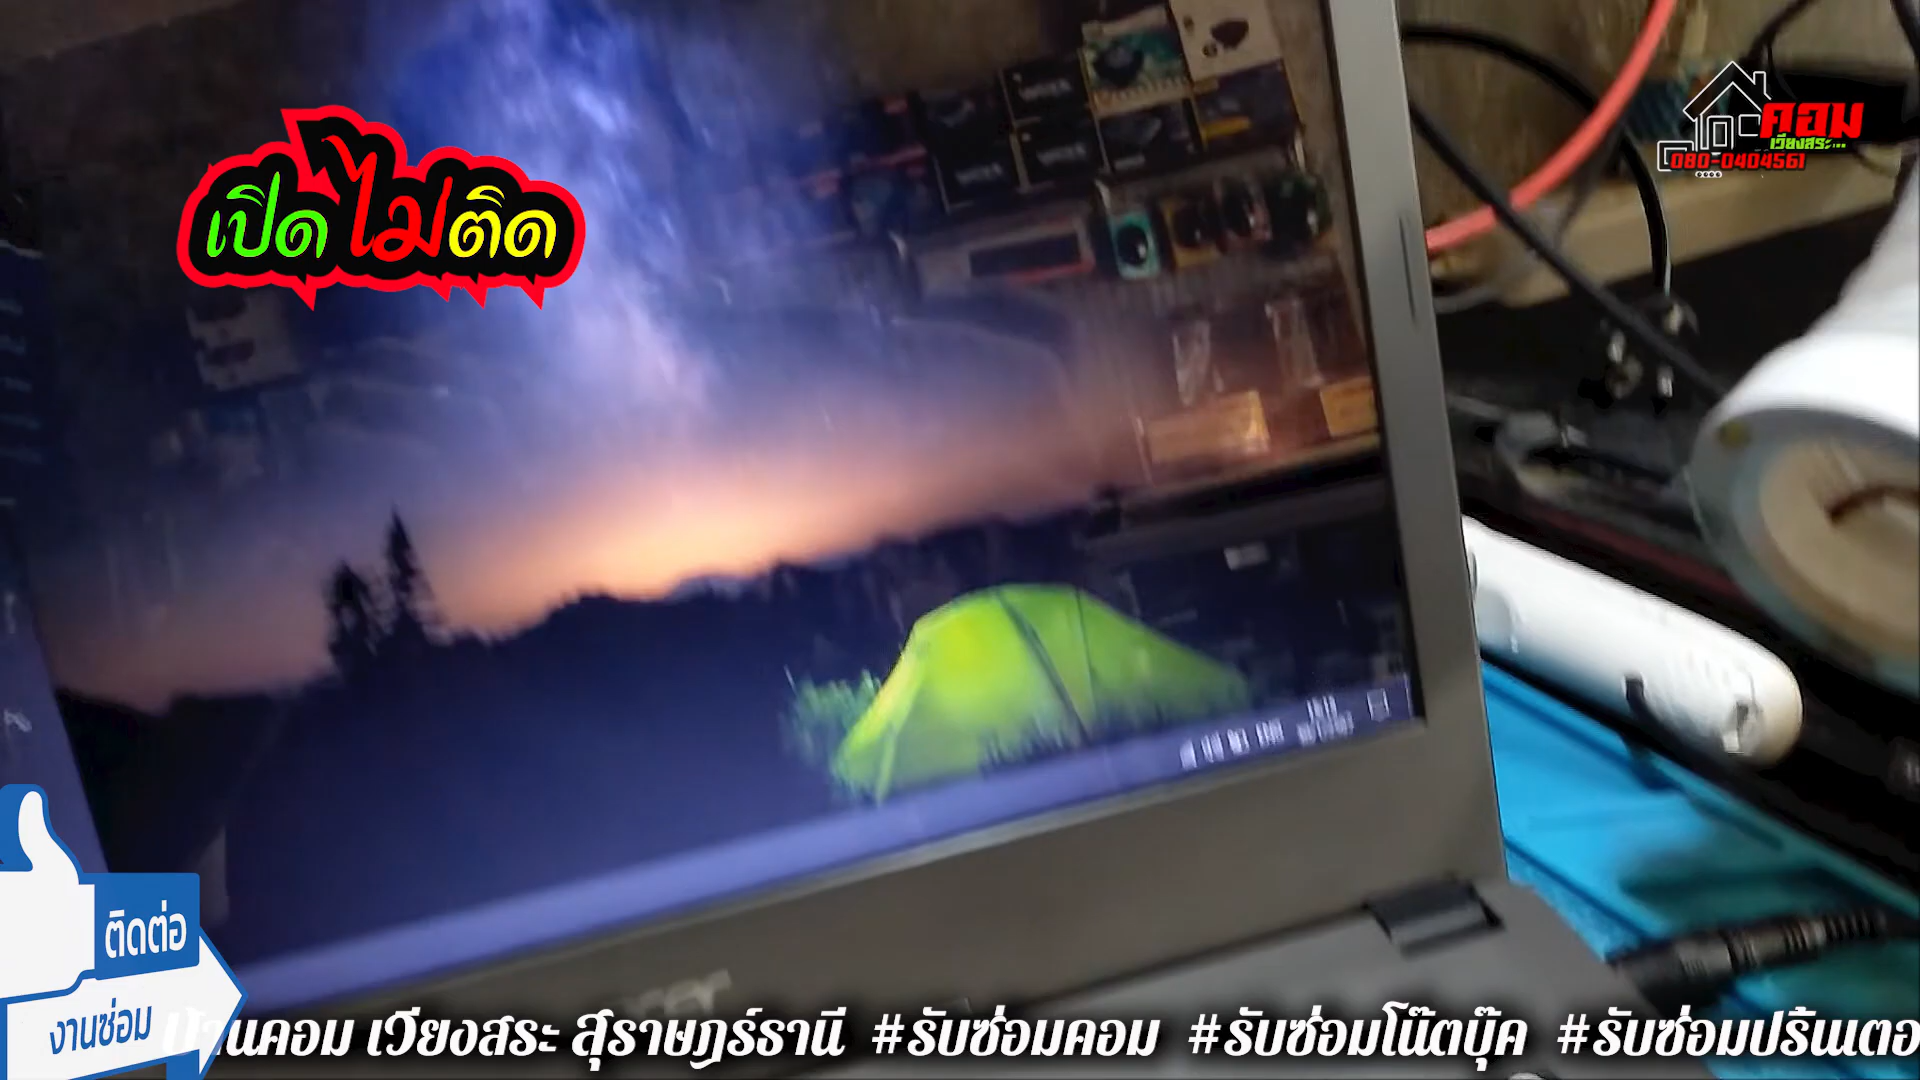 เปิดไม่ติด
คอม
เวียงสระ...
080-0404561
ติดต่อ
งานซ่อม
บ้านคอม เวียงสระ สุราษฎร์ธานี #รับซ่อมคอม #รับซ่อมโน๊ตบุ๊ค #รับซ่อมปริ้นเตอ
acer